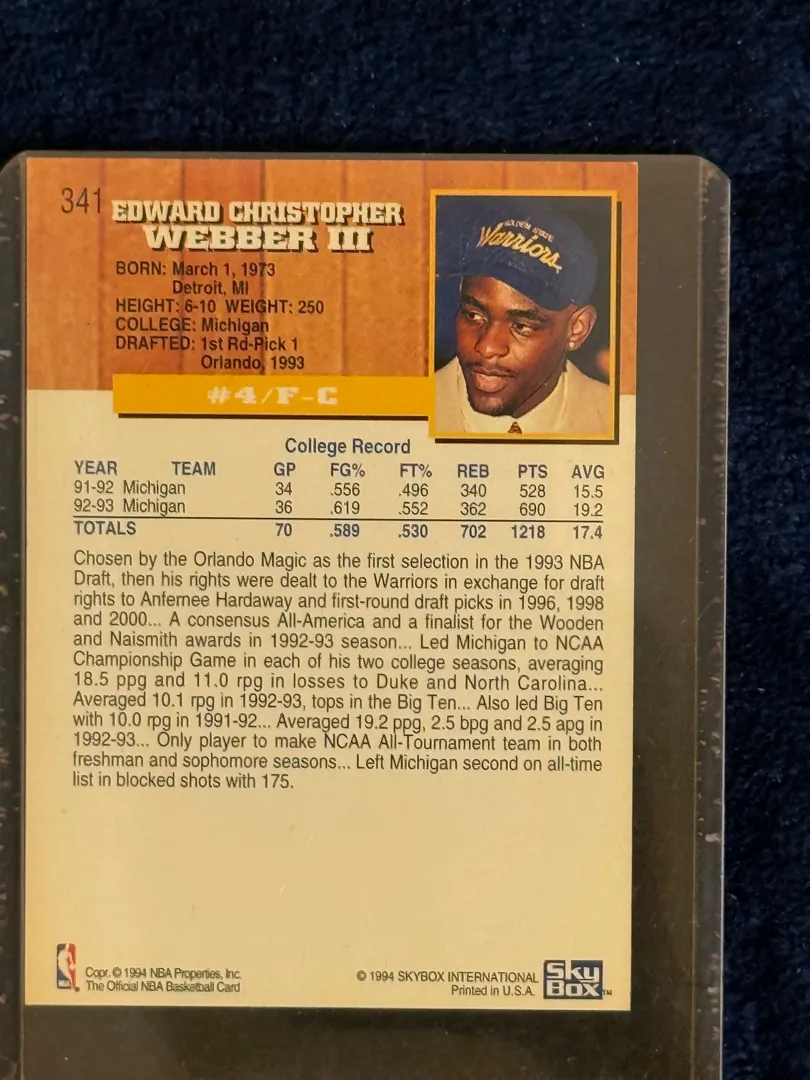 341
EDWARD CHRISTOPHER
WEBBER III
BORN: March 1, 1973
Detroit, MI
HEIGHT: 6-10 WEIGHT: 250
COLLEGE: Michigan
DRAFTED: 1st Rd-Pick 1
Orlando, 1993
#4/F-C
GOLDEN STATE
Warriors
College Record
YEAR TEAM GP FG% FT% REB PTS AVG
91-92 Michigan 34 .556 .496 340 528 15.5
92-93 Michigan 36 .619 .552 362 690 19.2
TOTALS 70 .589 .530 702 1218 17.4
Chosen by the Orlando Magic as the first selection in the 1993 NBA
Draft, then his rights were dealt to the Warriors in exchange for draft
rights to Anfernee Hardaway and first-round draft picks in 1996, 1998
and 2000... A consensus All-America and a finalist for the Wooden
and Naismith awards in 1992-93 season... Led Michigan to NCAA
Championship Game in each of his two college seasons, averaging
18.5 ppg and 11.0 rpg in losses to Duke and North Carolina...
Averaged 10.1 rpg in 1992-93, tops in the Big Ten... Also led Big Ten
with 10.0 rpg in 1991-92... Averaged 19.2 ppg, 2.5 bpg and 2.5 apg in
1992-93... Only player to make NCAA All-Tournament team in both
freshman and sophomore seasons... Left Michigan second on all-time
list in blocked shots with 175.
NBA
Copr. © 1994 NBA Properties, Inc.
The Official NBA Basketball Card
© 1994 SKYBOX INTERNATIONAL
Printed in U.S.A.
Sky
BOX™